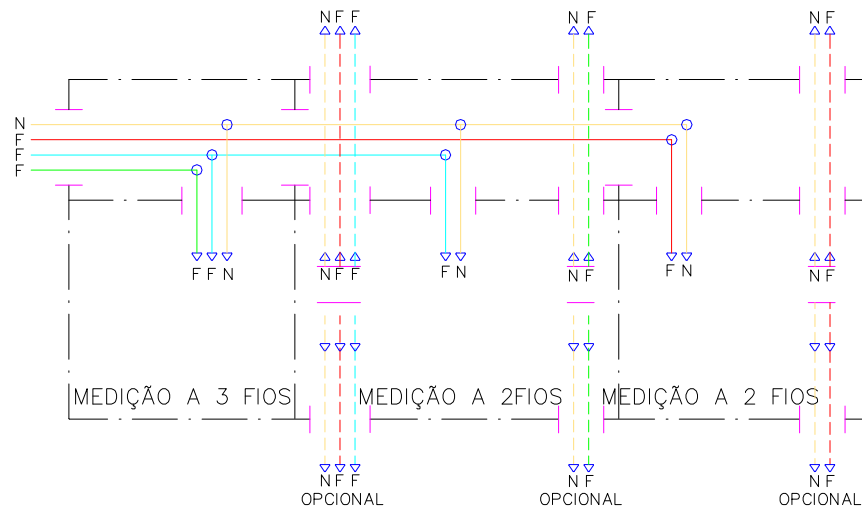 N F F
N F
N F
N
F
F
F
F F N
N F F
F N
N F
F N
N F
MEDIÇÃO A 3 FIOS
MEDIÇÃO A 2FIOS
MEDIÇÃO A 2 FIOS
N F F
N F
N F
OPCIONAL
OPCIONAL
OPCIONAL